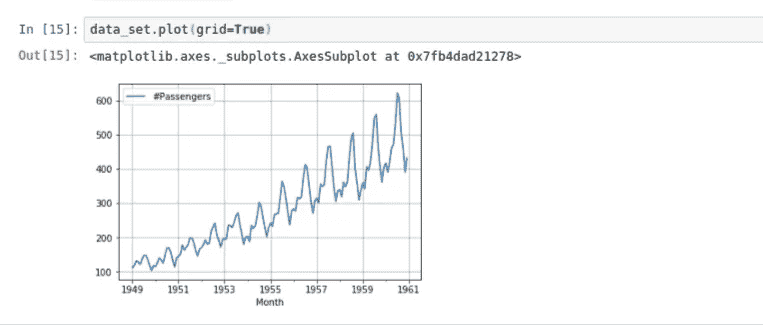 In [15]: data_set.plot(grid=True)
Out[15]: <matplotlib.axes._subplots.AxesSubplot at 0x7fb4dad21278>
#Passengers
600
500
400
300
200
100
1949 1951 1953 1955 1957 1959 1961
Month